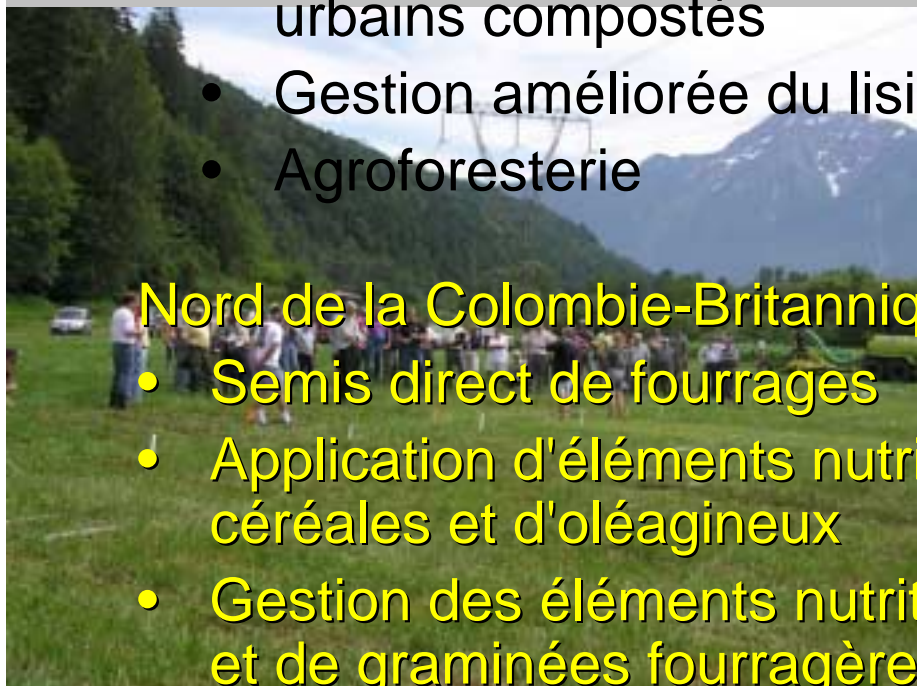 urbains compostés
• Gestion améliorée du
• Agroforesterie
Nord de la
• Semis direct de fourrages
• Application d'éléments
céréales et d'oléagineux
• Gestion des éléments
et de graminées